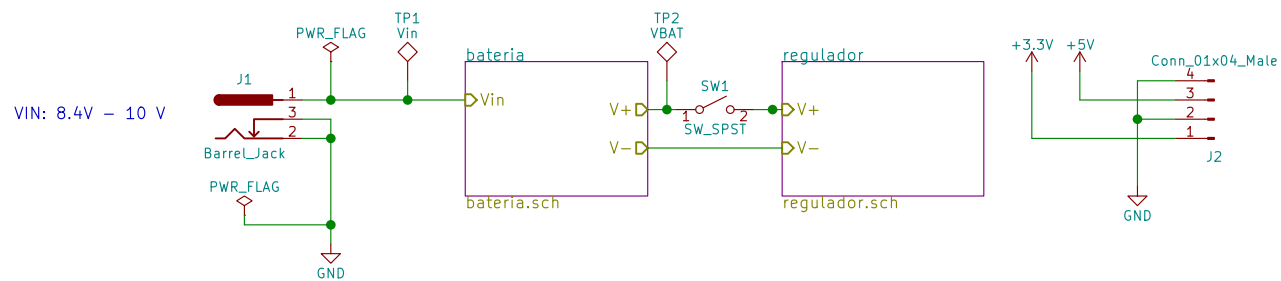 VIN: 8.4V - 10 V
J1
1
3
2
Barrel_Jack
PWR_FLAG
PWR_FLAG
GND
TP1
Vin
bateria
Vin
V+
V-
bateria.sch
TP2
VBAT
SW1
1
2
SW_SPST
regulador
V+
V-
regulador.sch
+3.3V
+5V
Conn_01x04_Male
4
3
2
1
J2
GND